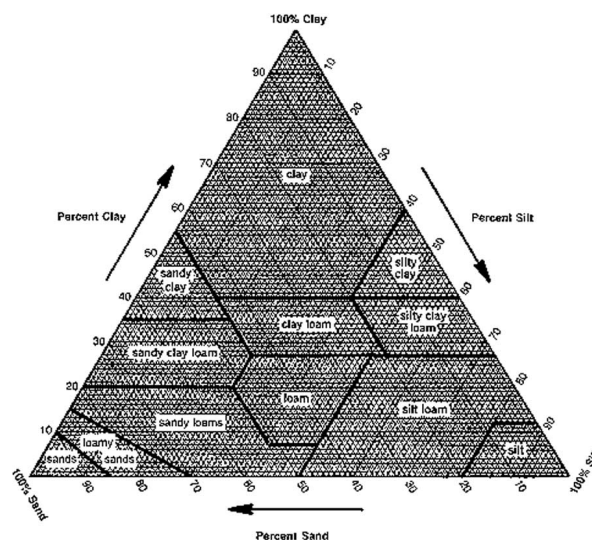 100% Clay
90
10
80
20
70
30
clay
60
40
Percent Clay
Percent Silt
50
50
sandy
clay
silty
clay
40
60
clay loam
silty clay
loam
30
70
sandy clay loam
20
80
loam
silt loam
sandy loams
10
90
loamy
sands
sands
silt
100% Sand
90
80
70
60
50
40
30
20
10
100% Sil
Percent Sand